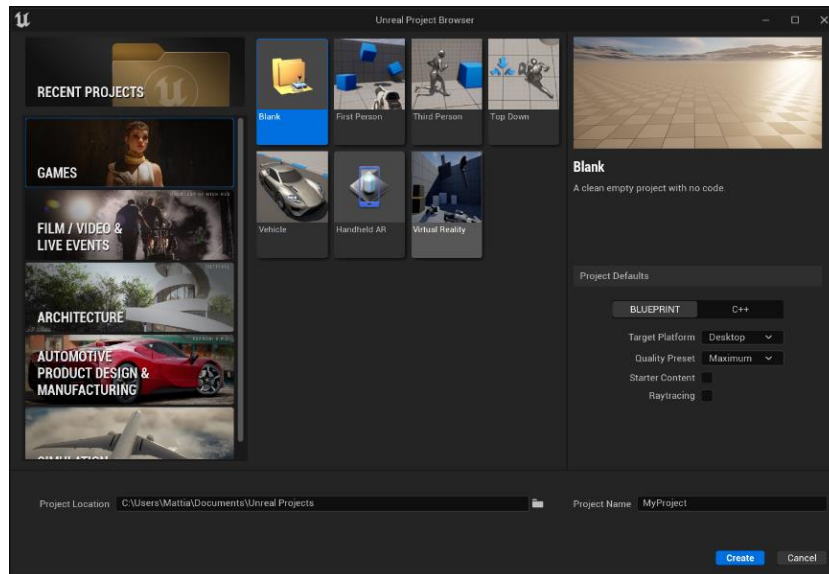 Unreal Project Browser
RECENT PROJECTS
GAMES
FILM / VIDEO &
LIVE EVENTS
ARCHITECTURE
AUTOMOTIVE
PRODUCT DESIGN &
MANUFACTURING
SIMULATION
Blank
First Person
Third Person
Top Down
Vehicle
Handheld AR
Virtual Reality
Blank
A clean empty project with no code.
Project Defaults
BLUEPRINT
C++
Target Platform
Desktop
Quality Preset
Maximum
Starter Content
Raytracing
Project Location
C:\Users\Mattia\Documents\Unreal Projects
Project Name
MyProject
Create
Cancel